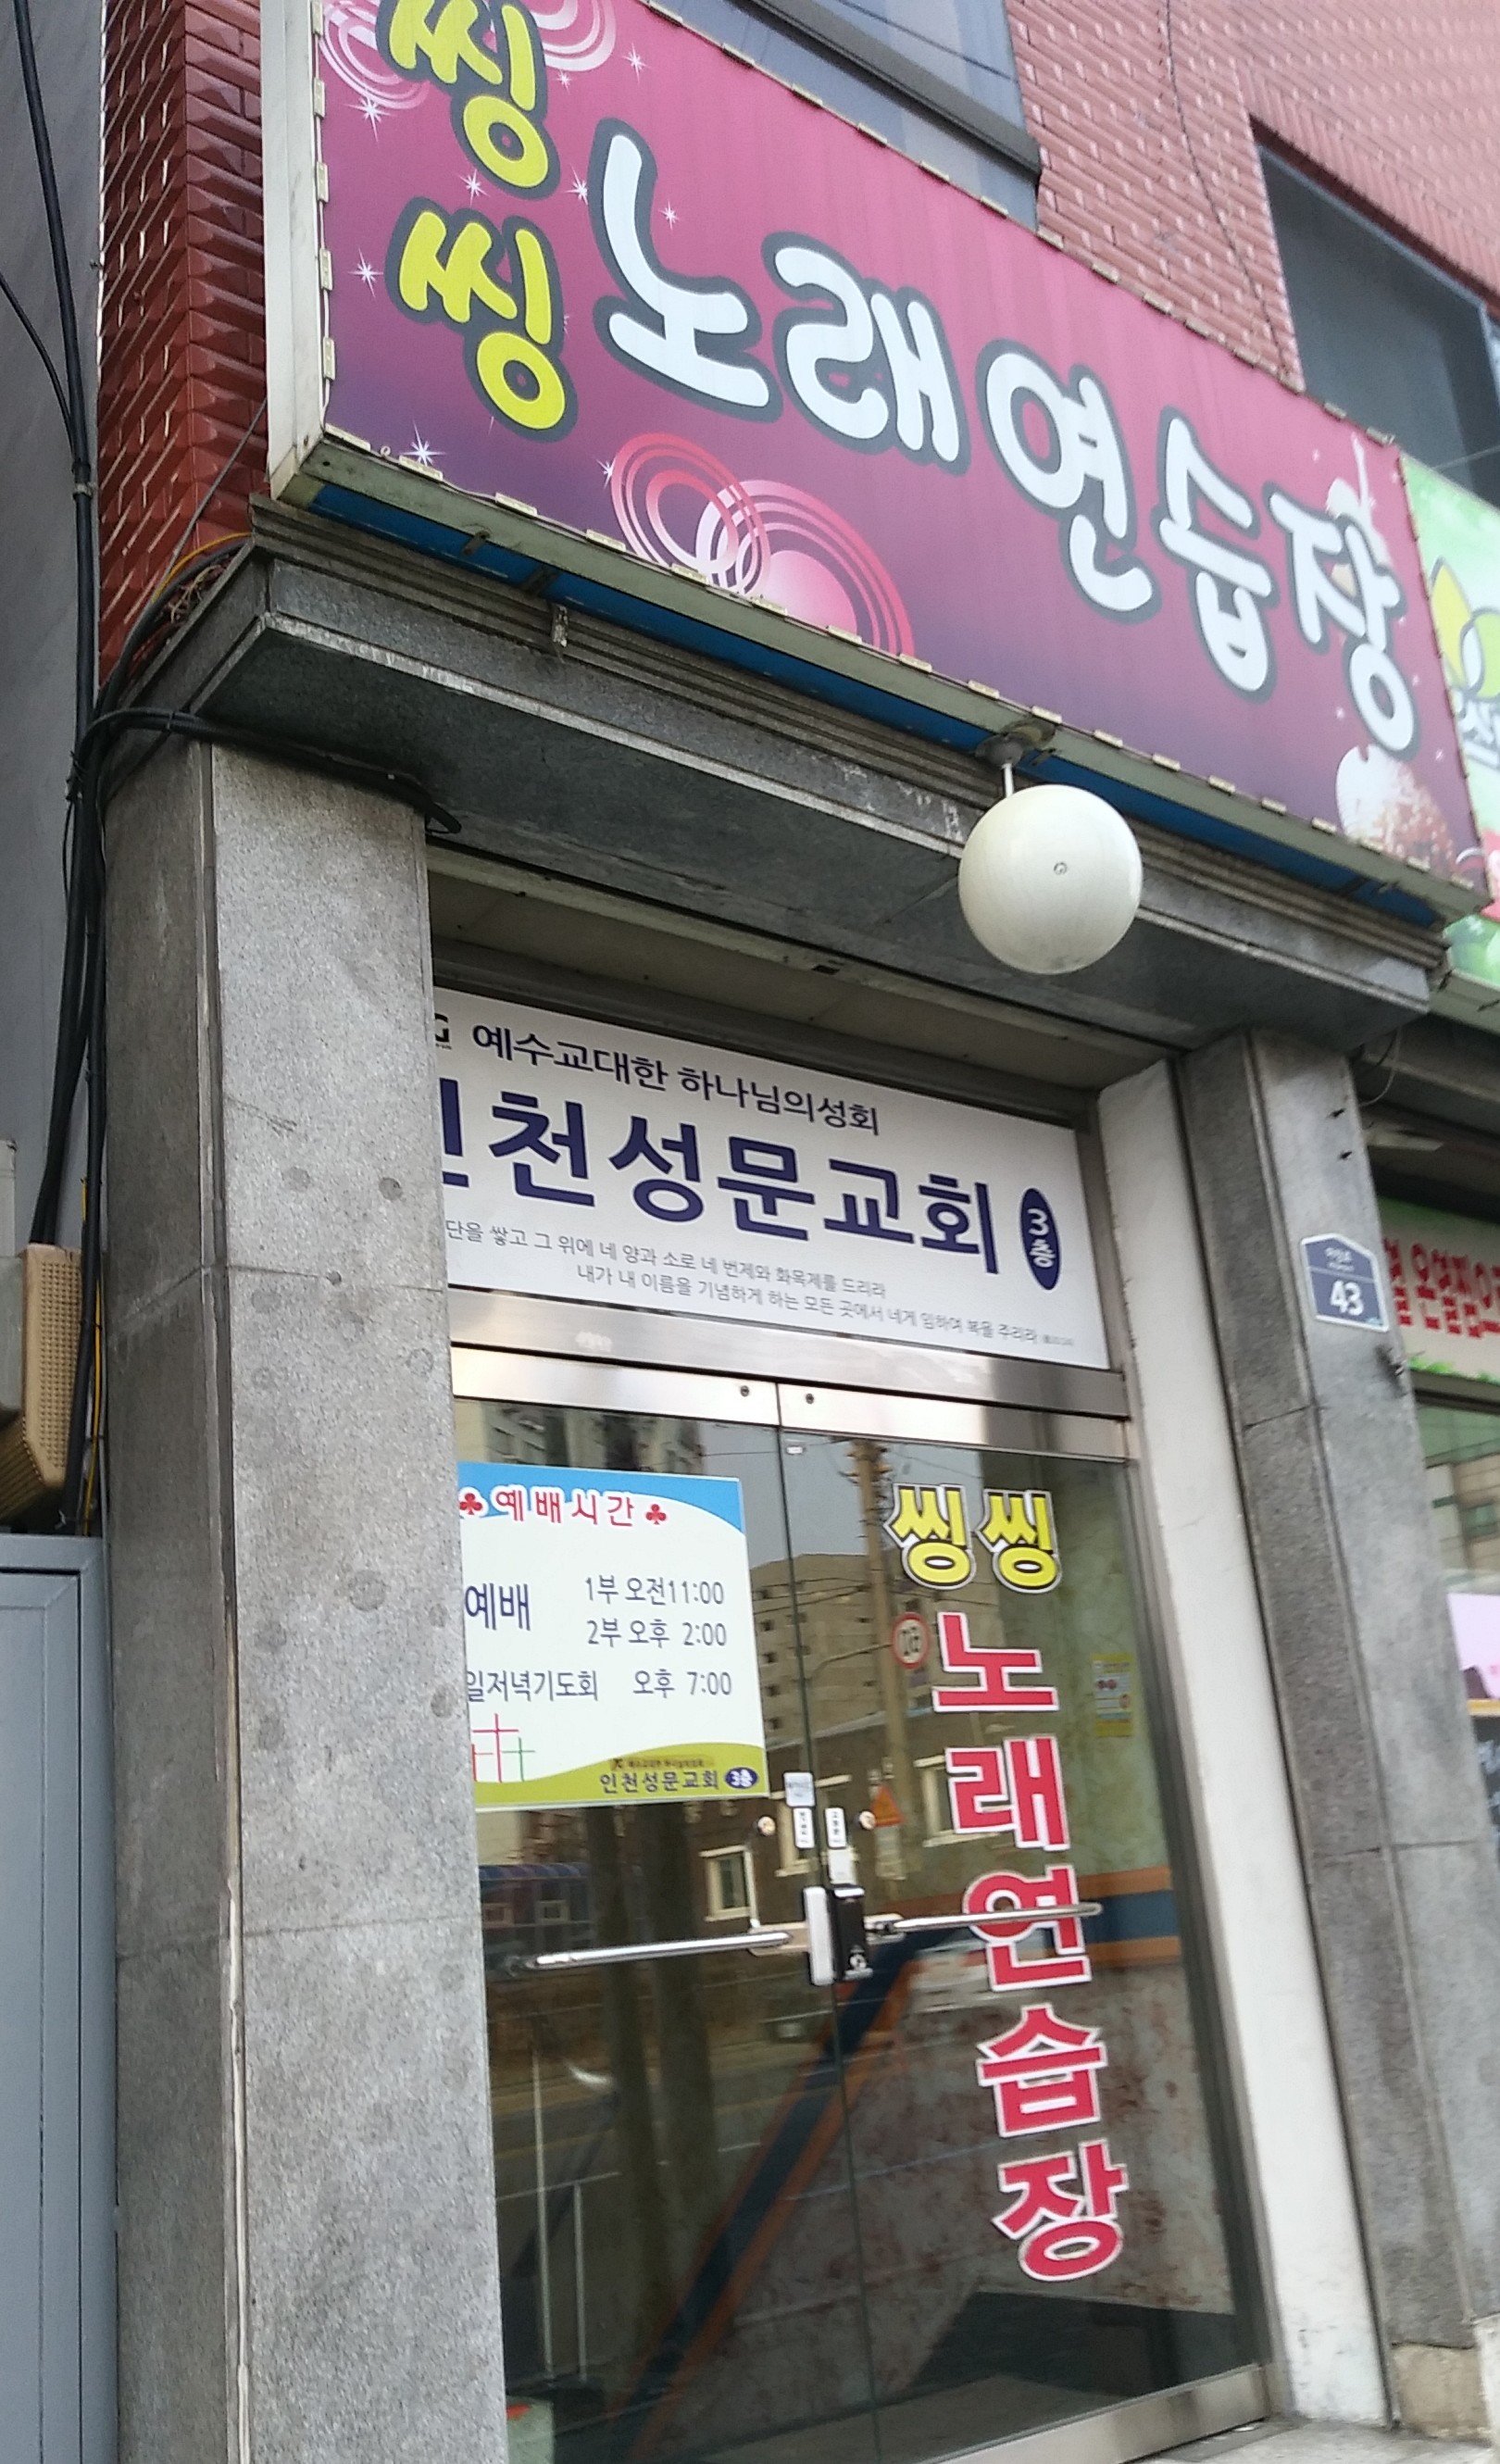 씽씽 노래연습장
예수교대한 하나님의성회
인천성문교회 3층
단을 쌓고 그 위에 네 양과 소로 네 번제와 화목제를 드리라
내가 내 이름을 기념하게 하는 모든 곳에서 네게 임하여 복을 주리라
43
예배시간
예배 1부 오전11:00
2부 오후 2:00
일저녁기도회 오후 7:00
인천성문교회 3층
씽씽
노래연습장